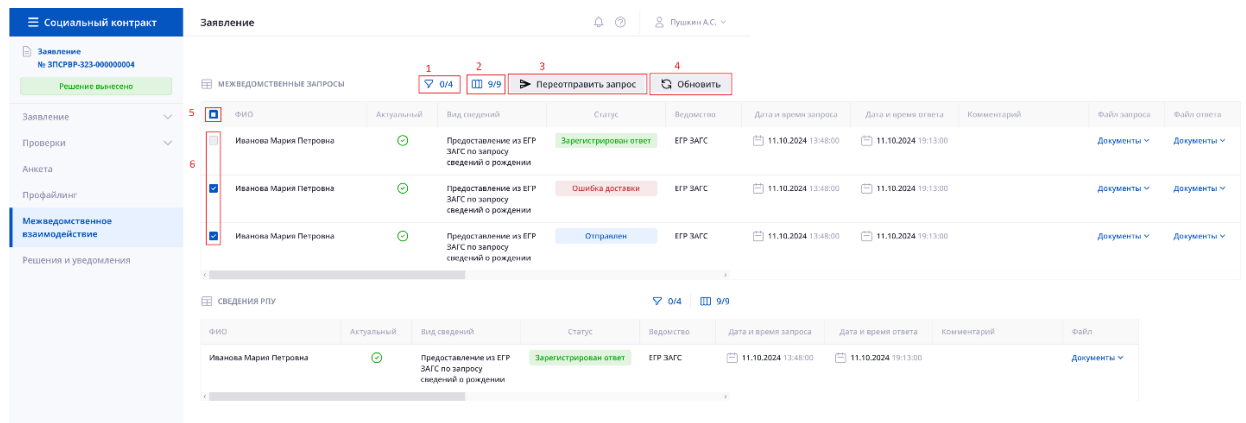 Социальный контракт
Заявление
Пушкин А.С.
Заявление
№ ЗПСРВР-323-000000004
Решение вынесено
Заявление
Проверки
Анкета
Профайлинг
Межведомственное
взаимодействие
Решения и уведомления
1 2 3 4
МЕЖВЕДОМСТВЕННЫЕ ЗАПРОСЫ 0/4 9/9 Переотправить запрос Обновить
5 ФИО Актуальный Вид сведений Статус Ведомство Дата и время запроса Дата и время ответа Комментарий Файл запроса Файл ответа
6
Иванова Мария Петровна Предоставление из ЕГР Зарегистрирован ответ ЕГР ЗАГС 11.10.2024 13:48:00 11.10.2024 19:13:00 Документы Документы
ЗАГС по запросу
сведений о рождении
Иванова Мария Петровна Предоставление из ЕГР Ошибка доставки ЕГР ЗАГС 11.10.2024 13:48:00 11.10.2024 19:13:00 Документы Документы
ЗАГС по запросу
сведений о рождении
Иванова Мария Петровна Предоставление из ЕГР Отправлен ЕГР ЗАГС 11.10.2024 13:48:00 11.10.2024 19:13:00 Документы Документы
ЗАГС по запросу
сведений о рождении
СВЕДЕНИЯ РПУ 0/4 9/9
ФИО Актуальный Вид сведений Статус Ведомство Дата и время запроса Дата и время ответа Комментарий Файл
Иванова Мария Петровна Предоставление из ЕГР Зарегистрирован ответ ЕГР ЗАГС 11.10.2024 13:48:00 11.10.2024 19:13:00 Документы
ЗАГС по запросу
сведений о рождении